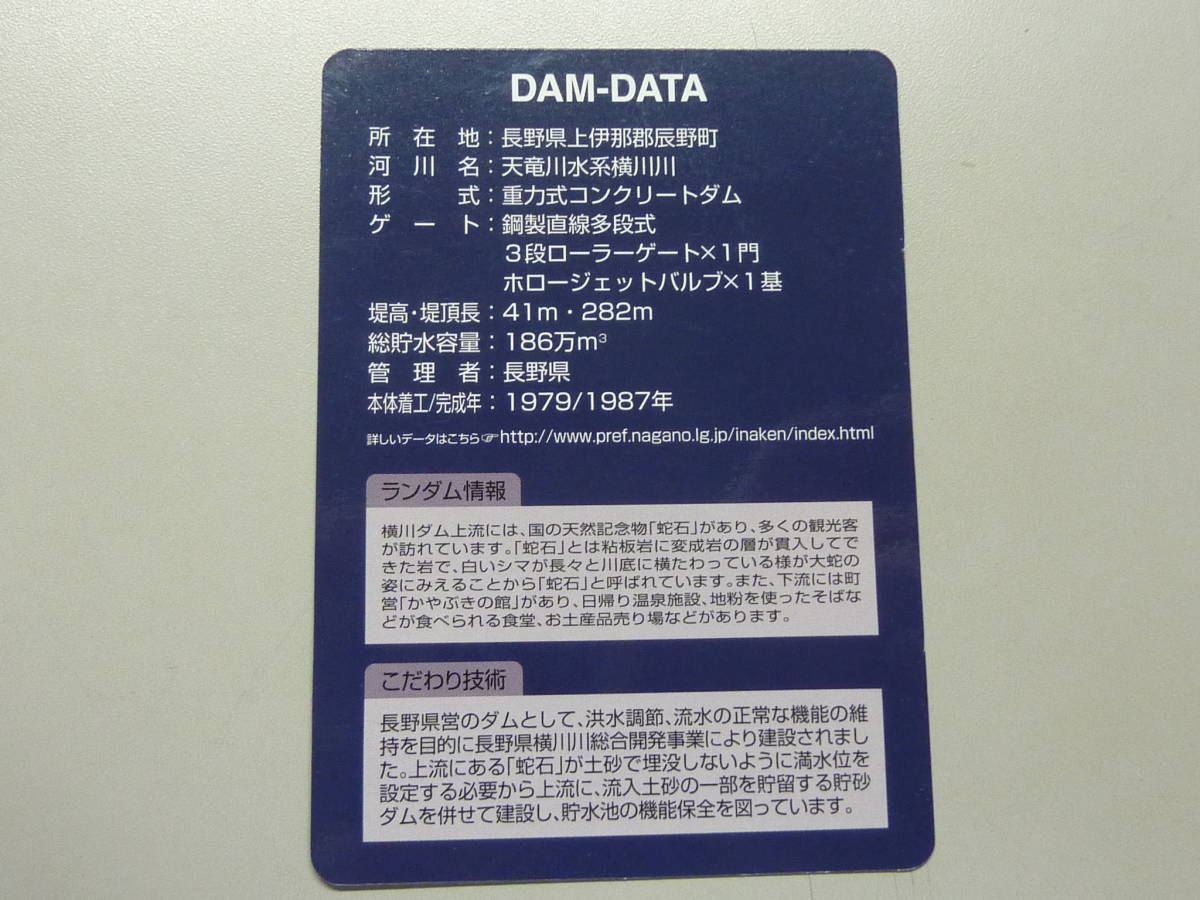 DAM-DATA
所在地：長野県上伊那郡辰野町
河川名：天竜川水系横川川
形式：重力式コンクリートダム
ゲート：鋼製直線多段式
３段ローラーゲート×１門
ホロージェットバルブ×１基
堤高・堤頂長：41m・282m
総貯水容量：186万m³
管理者：長野県
本体着工/完成年：1979/1987年
詳しいデータはこちら☞http://www.pref.nagano.lg.jp/inaken/index.html
ランダム情報
横川ダム上流には、国の天然記念物「蛇石」があり、多くの観光客
が訪れています。「蛇石」とは粘板岩に変成岩の層が貫入してで
きた岩で、白いシマが長々と川底に横たわっている様が大蛇の
姿にみえることから「蛇石」と呼ばれています。また、下流には町
営「かやぶきの館」があり、日帰り温泉施設、地粉を使ったそばな
どが食べられる食堂、お土産品売り場などがあります。
こだわり技術
長野県営のダムとして、洪水調節、流水の正常な機能の維
持を目的に長野県横川川総合開発事業により建設されまし
た。上流にある「蛇石」が土砂で埋没しないように満水位を
設定する必要から上流に、流入土砂の一部を貯留する貯砂
ダムを併せて建設し、貯水池の機能保全を図っています。